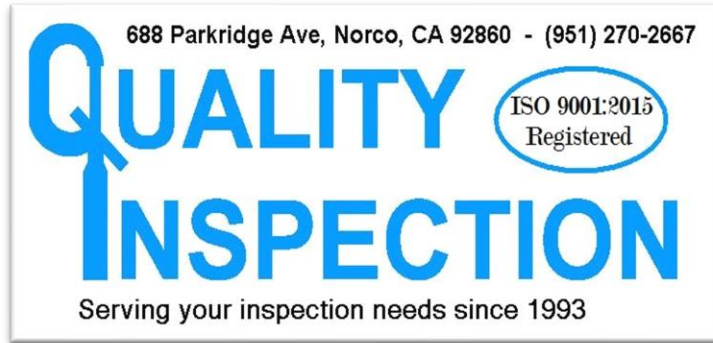 688 Parkridge Ave, Norco, CA 92860 - (951) 270-2667
QUALITY
ISO 9001:2015
Registered
INSPECTION
Serving your inspection needs since 1993